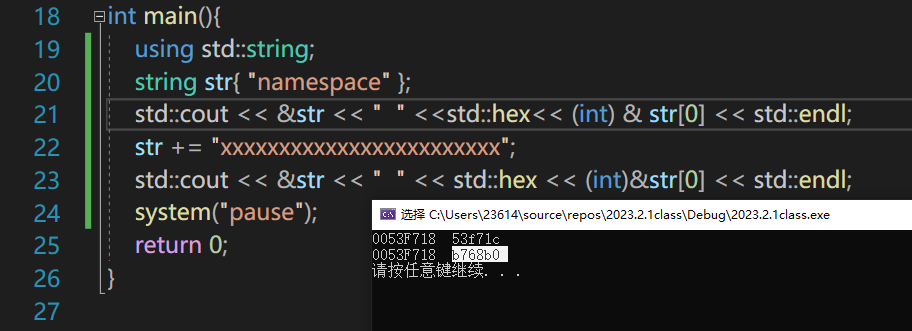 18 int main(){
19 using std::string;
20 string str{ "namespace" };
21 std::cout << &str << "  " <<std::hex<< (int) & str[0] << std::endl;
22 str += "xxxxxxxxxxxxxxxxxxxxxxxx";
23 std::cout << &str << "  " << std::hex << (int)&str[0] << std::endl;
24 system("pause");
25 return 0;
26 }
27
选择 C:\Users\23614\source\repos\2023.2.1class\Debug\2023.2.1class.exe
0053F718  53f71c
0053F718  b768b0
请按任意键继续. . .